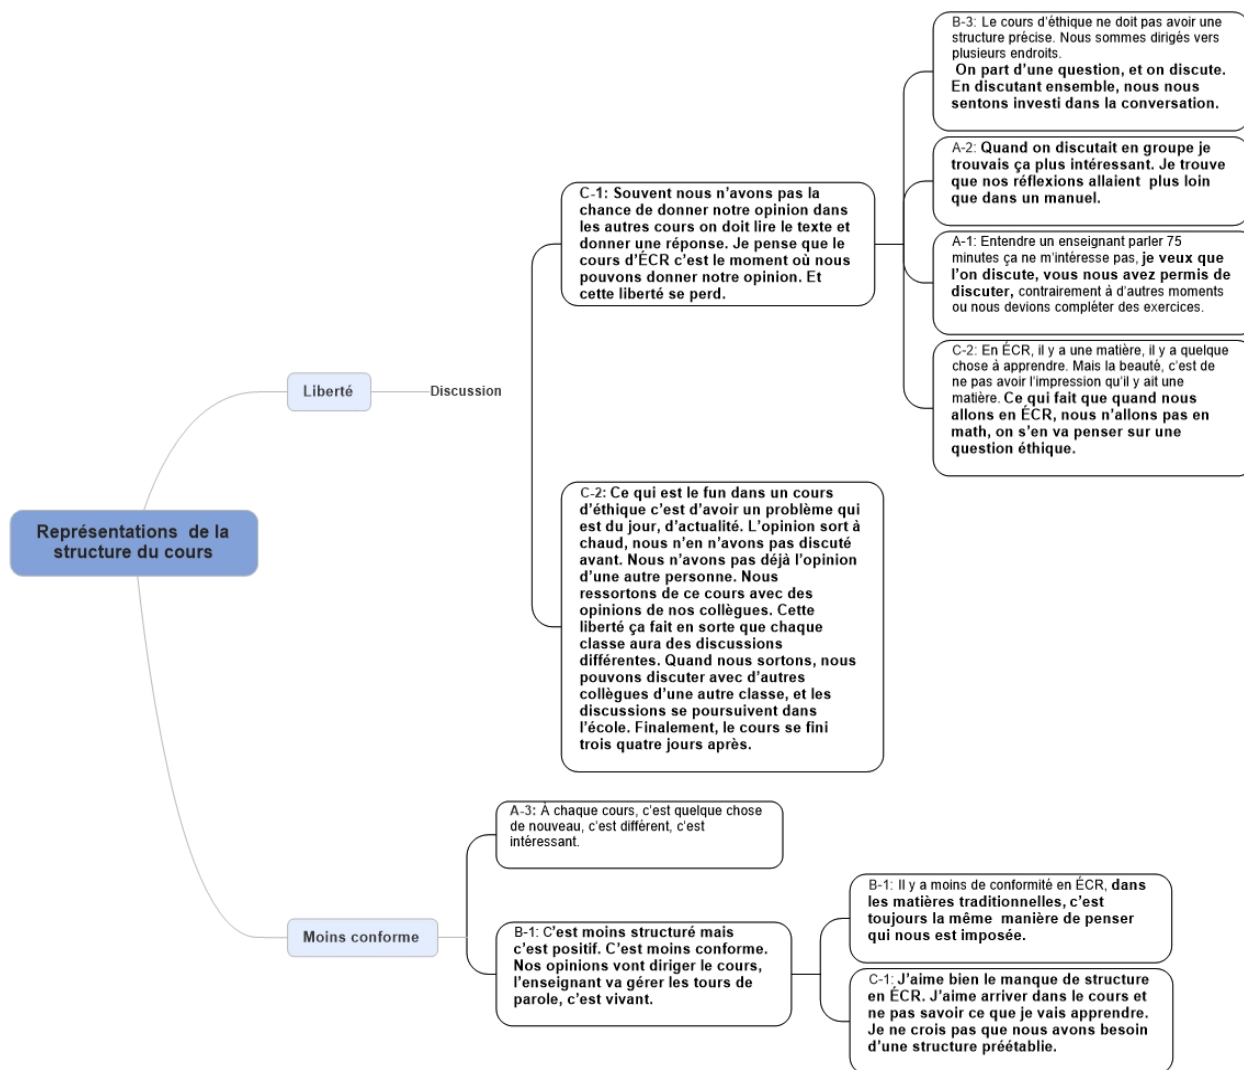 Représentations de la
structure du cours
Liberté
Discussion
C-1: Souvent nous n'avons pas la
chance de donner notre opinion dans
les autres cours on doit lire le texte et
donner une réponse. Je pense que le
cours d'ÉCR c'est le moment où nous
pouvons donner notre opinion. Et
cette liberté se perd.
B-3: Le cours d'éthique ne doit pas avoir une
structure précise. Nous sommes dirigés vers
plusieurs endroits.
On part d'une question, et on discute.
En discutant ensemble, nous nous
sentons investi dans la conversation.
A-2: Quand on discutait en groupe je
trouvais ça plus intéressant. Je trouve
que nos réflexions allaient plus loin
que dans un manuel.
A-1: Entendre un enseignant parler 75
minutes ça ne m'intéresse pas, je veux que
l'on discute, vous nous avez permis de
discuter, contrairement à d'autres moments
ou nous devions compléter des exercices.
C-2: En ÉCR, il y a une matière, il y a quelque
chose à apprendre. Mais la beauté, c'est de
ne pas avoir l'impression qu'il y ait une
matière. Ce qui fait que quand nous
allons en ÉCR, nous n'allons pas en
math, on s'en va penser sur une
question éthique.
C-2: Ce qui est le fun dans un cours
d'éthique c'est d'avoir un problème qui
est du jour, d'actualité. L'opinion sort à
chaud, nous n'en n'avons pas discuté
avant. Nous n'avons pas déjà l'opinion
d'une autre personne. Nous
ressortons de ce cours avec des
opinions de nos collègues. Cette
liberté ça fait en sorte que chaque
classe aura des discussions
différentes. Quand nous sortons, nous
pouvons discuter avec d'autres
collègues d'une autre classe, et les
discussions se poursuivent dans
l'école. Finalement, le cours se fini
trois quatre jours après.
Moins conforme
A-3: À chaque cours, c'est quelque chose
de nouveau, c'est différent, c'est
intéressant.
B-1: C'est moins structuré mais
c'est positif. C'est moins conforme.
Nos opinions vont diriger le cours,
l'enseignant va gérer les tours de
parole, c'est vivant.
B-1: Il y a moins de conformité en ÉCR, dans
les matières traditionnelles, c'est
toujours la même manière de penser
qui nous est imposée.
C-1: J'aime bien le manque de structure
en ÉCR. J'aime arriver dans le cours et
ne pas savoir ce que je vais apprendre.
Je ne crois pas que nous avons besoin
d'une structure préétablie.